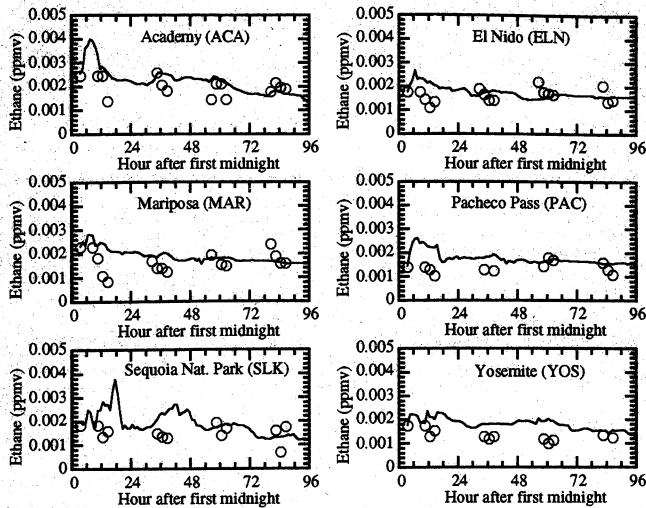 Academy (ACA)
Ethane (ppmv)
0.005
0.004
0.003
0.002
0.001
0
0 24 48 72 96
Hour after first midnight
El Nido (ELN)
Ethane (ppmv)
0.005
0.004
0.003
0.002
0.001
0
0 24 48 72 96
Hour after first midnight
Mariposa (MAR)
Ethane (ppmv)
0.005
0.004
0.003
0.002
0.001
0
0 24 48 72 96
Hour after first midnight
Pacheco Pass (PAC)
Ethane (ppmv)
0.005
0.004
0.003
0.002
0.001
0
0 24 48 72 96
Hour after first midnight
Sequoia Nat. Park (SLK)
Ethane (ppmv)
0.005
0.004
0.003
0.002
0.001
0
0 24 48 72 96
Hour after first midnight
Yosemite (YOS)
Ethane (ppmv)
0.005
0.004
0.003
0.002
0.001
0
0 24 48 72 96
Hour after first midnight